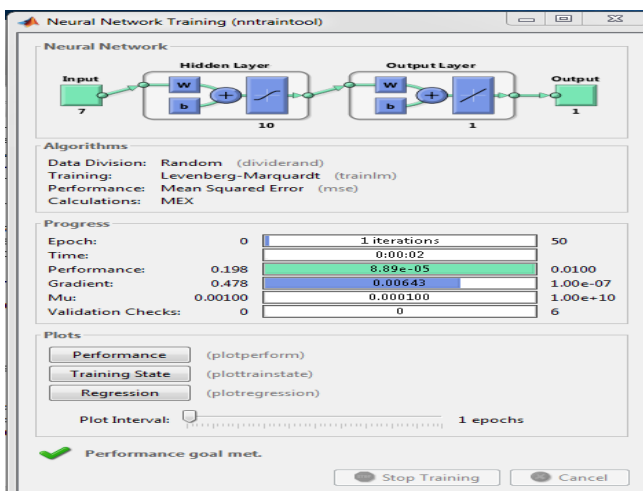 Neural Network Training (nntraintool)
Neural Network
Hidden Layer
Output Layer
Input
Output
W
b
+
W
b
+
7
10
1
1
Algorithms
Data Division: Random (dividerand)
Training: Levenberg-Marquardt (trainlm)
Performance: Mean Squared Error (mse)
Calculations: MEX
Progress
Epoch: 0 1 iterations 50
Time: 0:00:02
Performance: 0.198 8.89e-05 0.0100
Gradient: 0.478 0.00643 1.00e-07
Mu: 0.00100 0.000100 1.00e+10
Validation Checks: 0 0 6
Plots
Performance (plotperform)
Training State (plottrainstate)
Regression (plotregression)
Plot Interval: 1 epochs
Performance goal met.
Stop Training Cancel